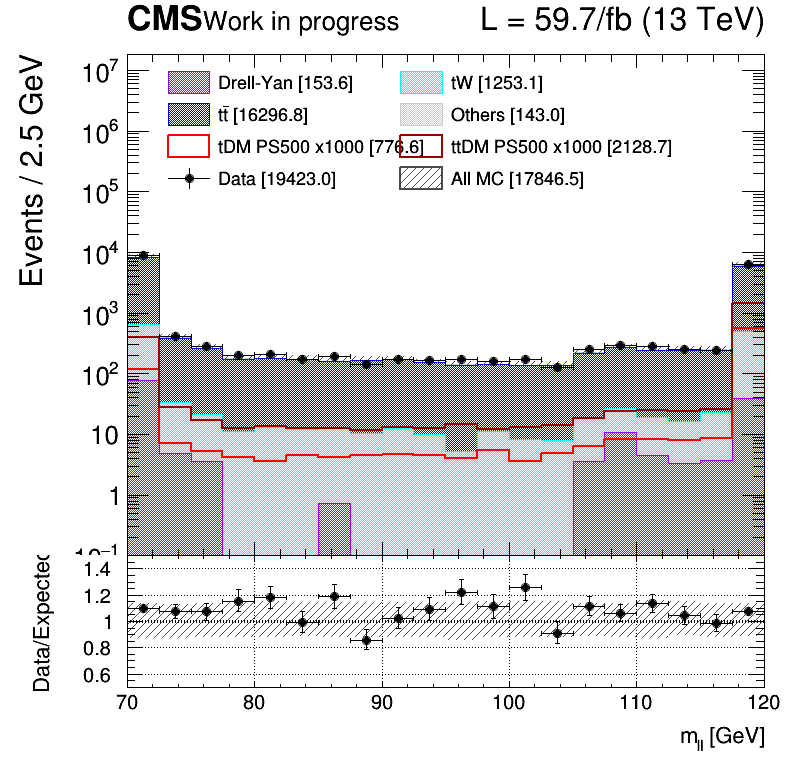 CMS Work in progress L = 59.7/fb (13 TeV)
Events / 2.5 GeV
10⁷
10⁶
10⁵
10⁴
10³
10²
10
1
10⁻¹
Drell-Yan [153.6] tW [1253.1]
tt̄ [16296.8] Others [143.0]
tDM PS500 x1000 [776.6] ttDM PS500 x1000 [2128.7]
Data [19423.0] All MC [17846.5]
Data/Expected
1.4
1.2
1
0.8
0.6
70 80 90 100 110 120
m_ll [GeV]